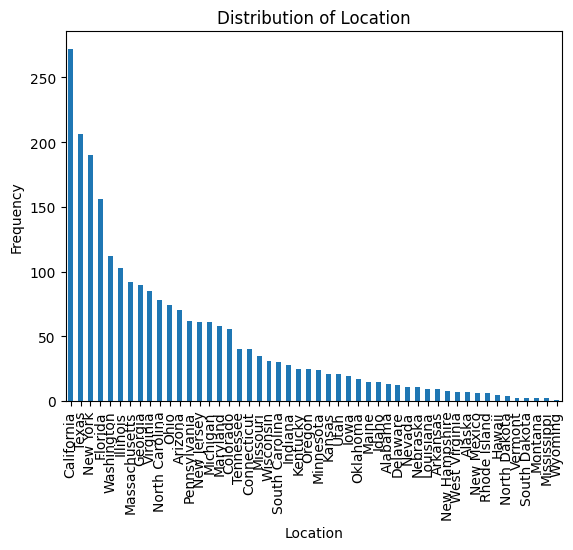 Distribution of Location
Frequency
250
200
150
100
50
0
California
Texas
New York
Florida
Washington
Illinois
Massachusetts
Georgia
Virginia
North Carolina
Ohio
Arizona
Pennsylvania
New Jersey
Michigan
Maryland
Colorado
Tennessee
Connecticut
Missouri
Wisconsin
South Carolina
Indiana
Kentucky
Oregon
Minnesota
Kansas
Utah
Iowa
Oklahoma
Maine
Idaho
Alabama
Delaware
Nevada
Nebraska
Louisiana
Arkansas
New Hampshire
West Virginia
Alaska
New Mexico
Rhode Island
Hawaii
North Dakota
Vermont
South Dakota
Montana
Mississippi
Wyoming
Location